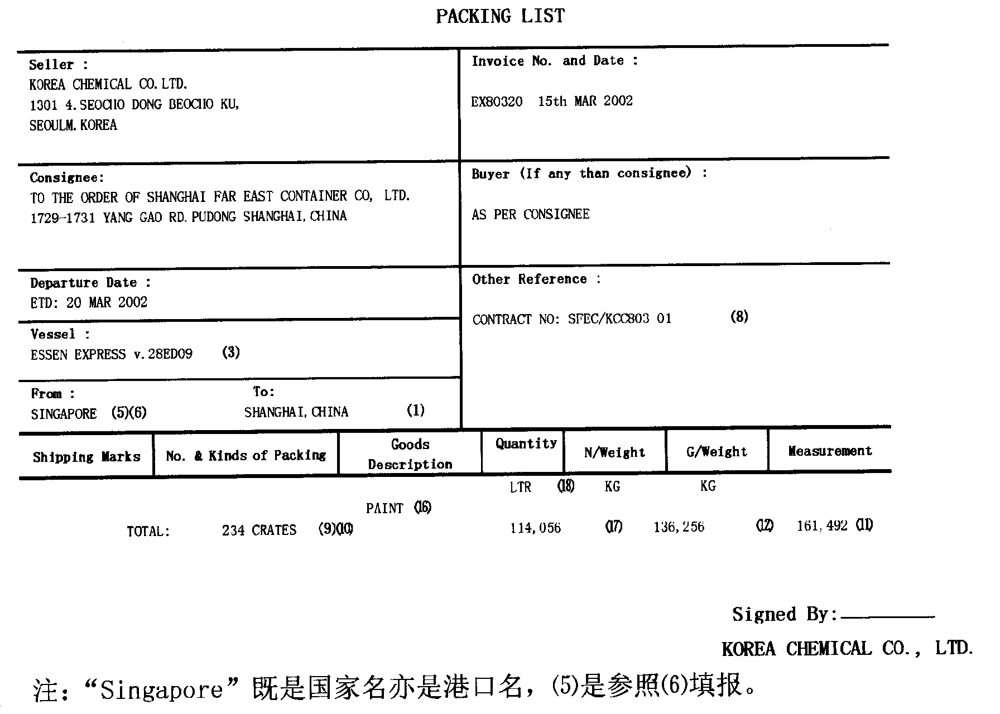 PACKING LIST
Seller :
KOREA CHEMICAL CO.LTD.
1301 4.SEOCHO DONG BEOCHO KU,
SEOULM.KOREA
Invoice No. and Date :
EX80320 15th MAR 2002
Consignee:
TO THE ORDER OF SHANGHAI FAR EAST CONTAINER CO, LTD.
1729-1731 YANG GAO RD.PUDONG SHANGHAI,CHINA
Buyer (If any than consignee) :
AS PER CONSIGNEE
Departure Date :
ETD: 20 MAR 2002
Other Reference :
CONTRACT NO: SFEC/KCC803 01 (8)
Vessel :
ESSEN EXPRESS v.28ED09 (3)
From : To:
SINGAPORE (5)(6) SHANGHAI,CHINA (1)
Shipping Marks No. & Kinds of Packing Goods Description Quantity N/Weight G/Weight Measurement
LTR (18) KG KG
PAINT (16)
TOTAL: 234 CRATES (9)(10) 114,056 (17) 136,256 (12) 161,492 (11)
Signed By:
KOREA CHEMICAL CO., LTD.
注：“Singapore”既是国家名亦是港口名，(5)是参照(6)填报。